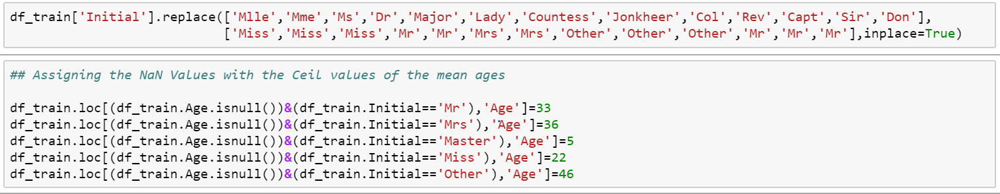 df_train['Initial'].replace(['Mlle','Mme','Ms','Dr','Major','Lady','Countess','Jonkheer','Col','Rev','Capt','Sir','Don'],
['Miss','Miss','Miss','Mr','Mr','Mrs','Mrs','Other','Other','Other','Mr','Mr','Mr'],inplace=True)
## Assigning the NaN Values with the Ceil values of the mean ages
df_train.loc[(df_train.Age.isnull())&(df_train.Initial=='Mr'),'Age']=33
df_train.loc[(df_train.Age.isnull())&(df_train.Initial=='Mrs'),'Age']=36
df_train.loc[(df_train.Age.isnull())&(df_train.Initial=='Master'),'Age']=5
df_train.loc[(df_train.Age.isnull())&(df_train.Initial=='Miss'),'Age']=22
df_train.loc[(df_train.Age.isnull())&(df_train.Initial=='Other'),'Age']=46